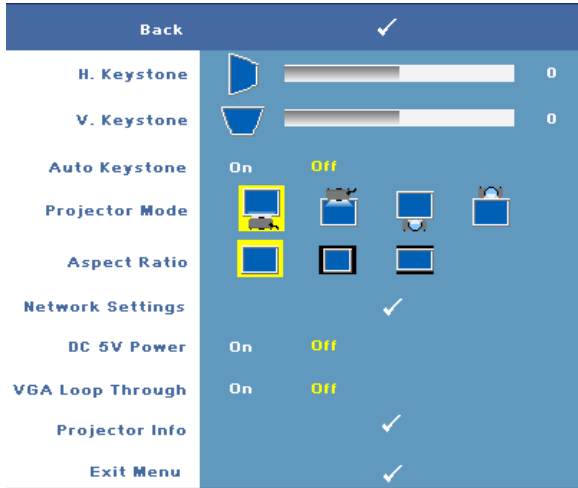 Back
H. Keystone 0
V. Keystone 0
Auto Keystone On Off
Projector Mode
Aspect Ratio
Network Settings
DC 5V Power On Off
VGA Loop Through On Off
Projector Info
Exit Menu